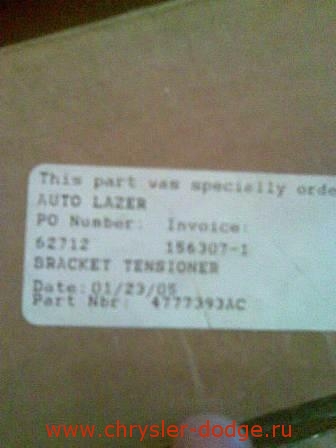 This part was specially orde
AUTO LAZER
PO Number: Invoice:
62712 156307-1
BRACKET TENSIONER
Date: 01/23/05
Part Nbr: 4777393AC
www.chrysler-dodge.ru